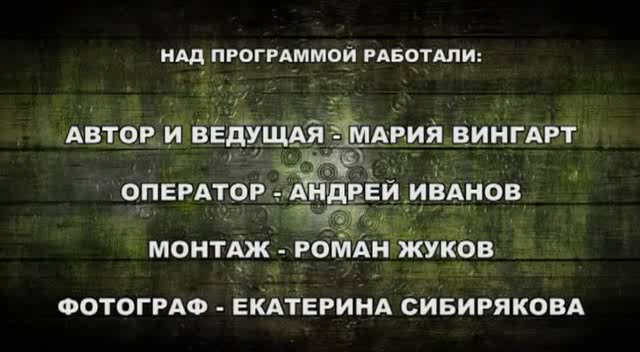 НАД ПРОГРАММОЙ РАБОТАЛИ:
АВТОР И ВЕДУЩАЯ - МАРИЯ ВИНГАРТ
ОПЕРАТОР - АНДРЕЙ ИВАНОВ
МОНТАЖ - РОМАН ЖУКОВ
ФОТОГРАФ - ЕКАТЕРИНА СИБИРЯКОВА